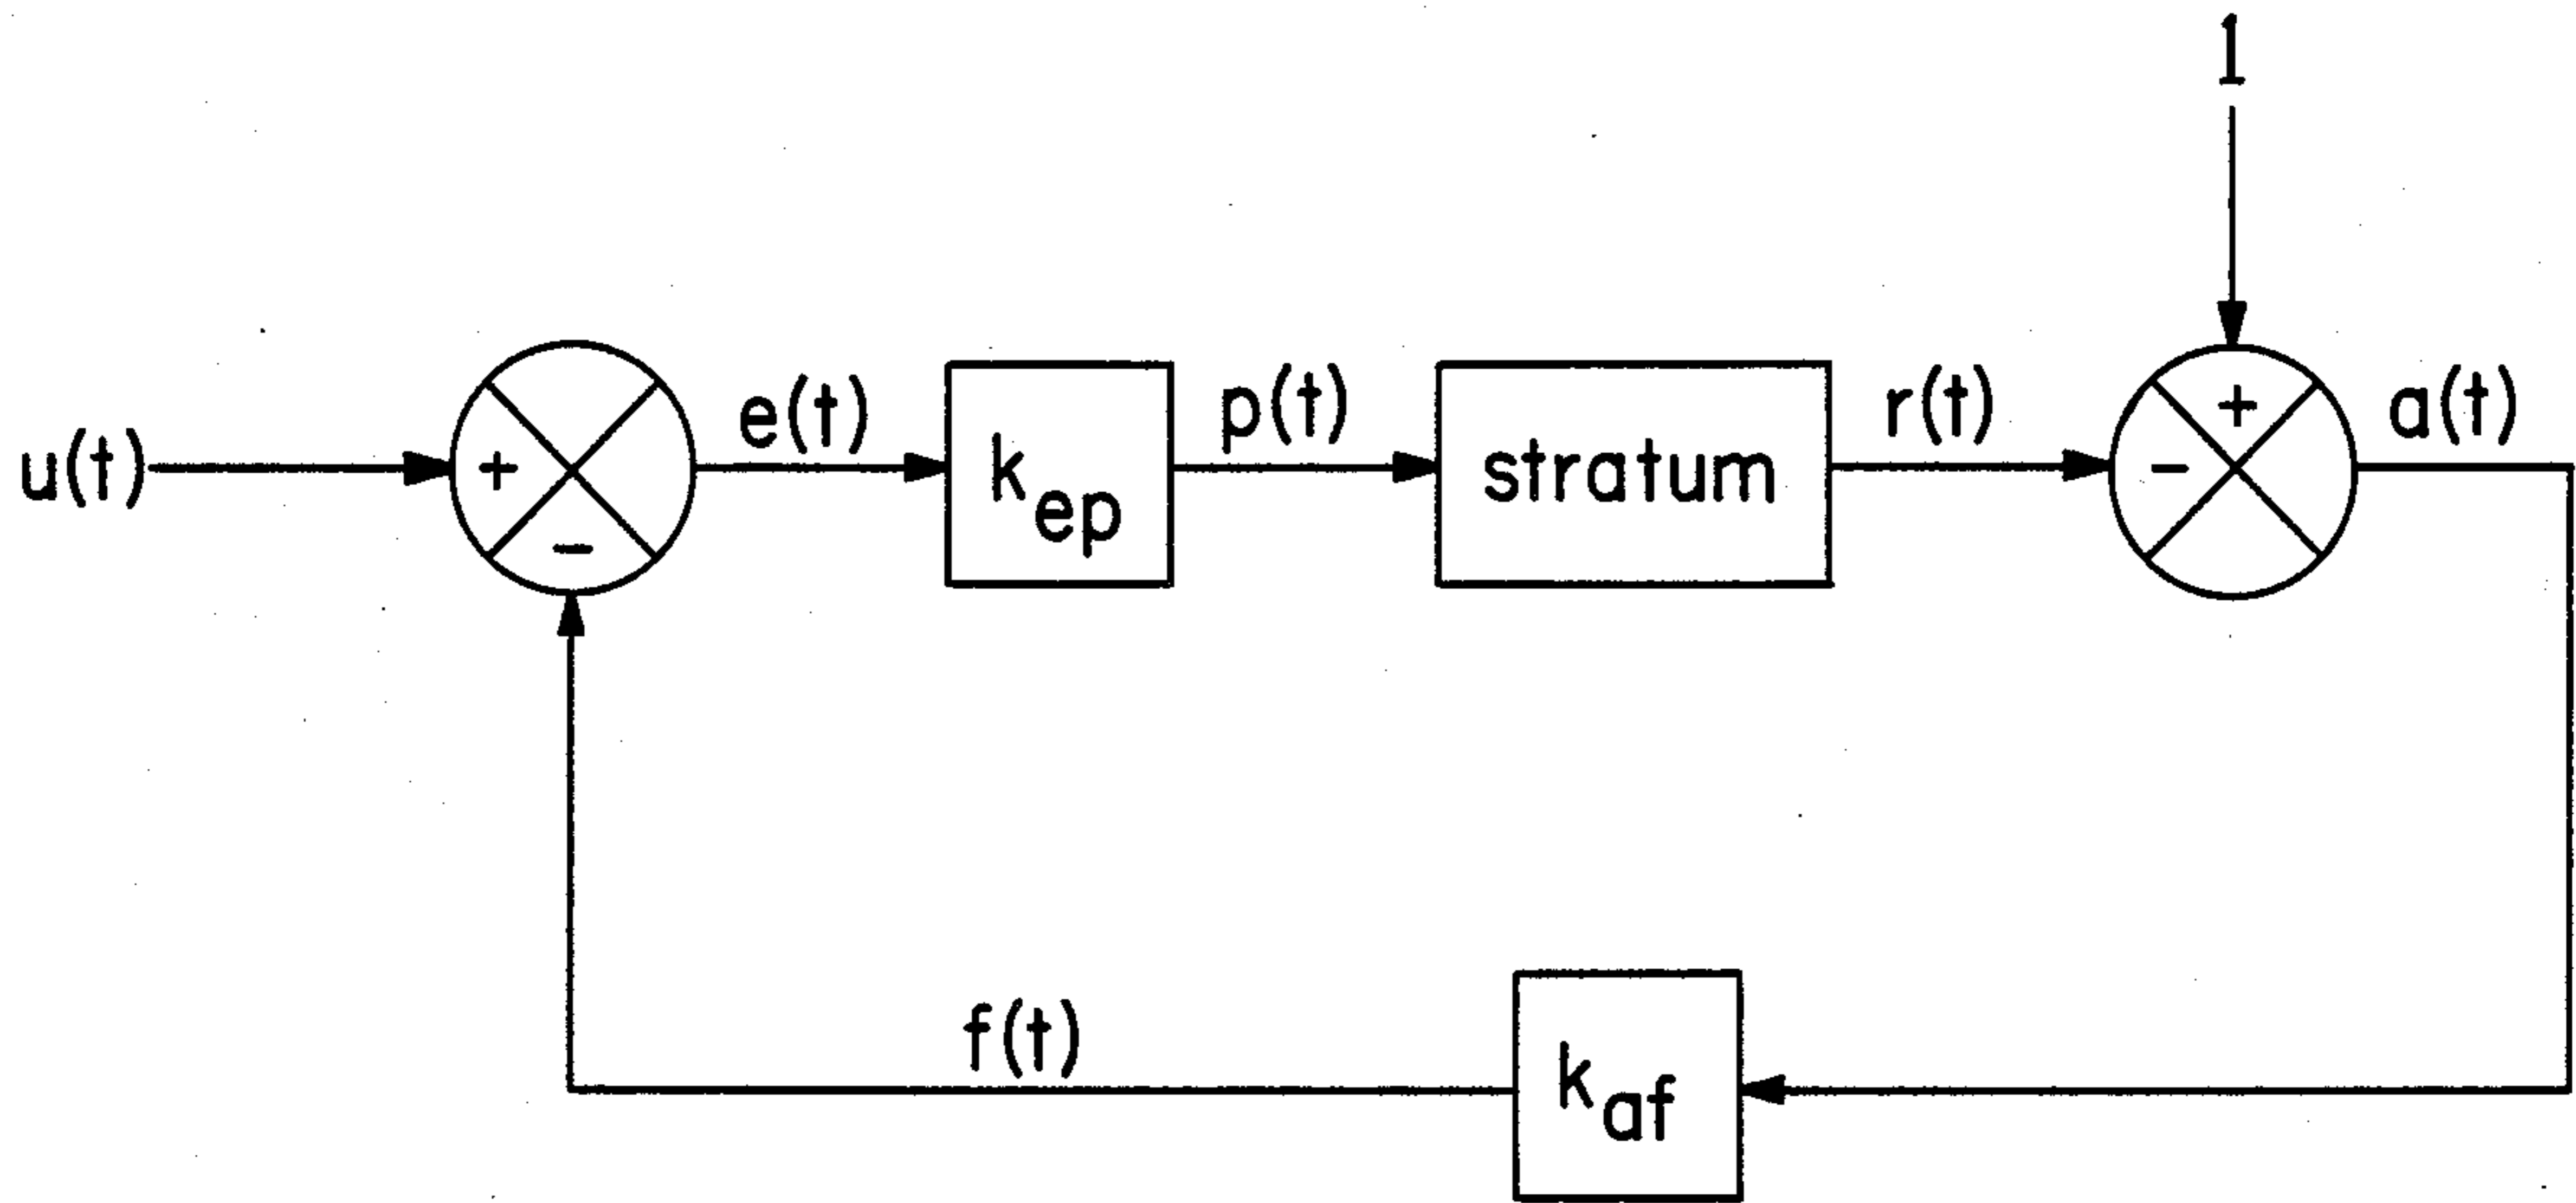 1
u(t)
+
-
e(t)
k_ep
p(t)
stratum
r(t)
+
-
a(t)
f(t)
k_af